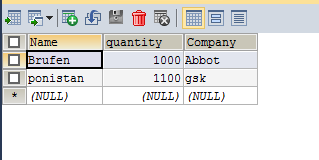 Name quantity Company
Brufen 1000 Abbot
ponistan 1100 gsk
* (NULL) (NULL) (NULL)